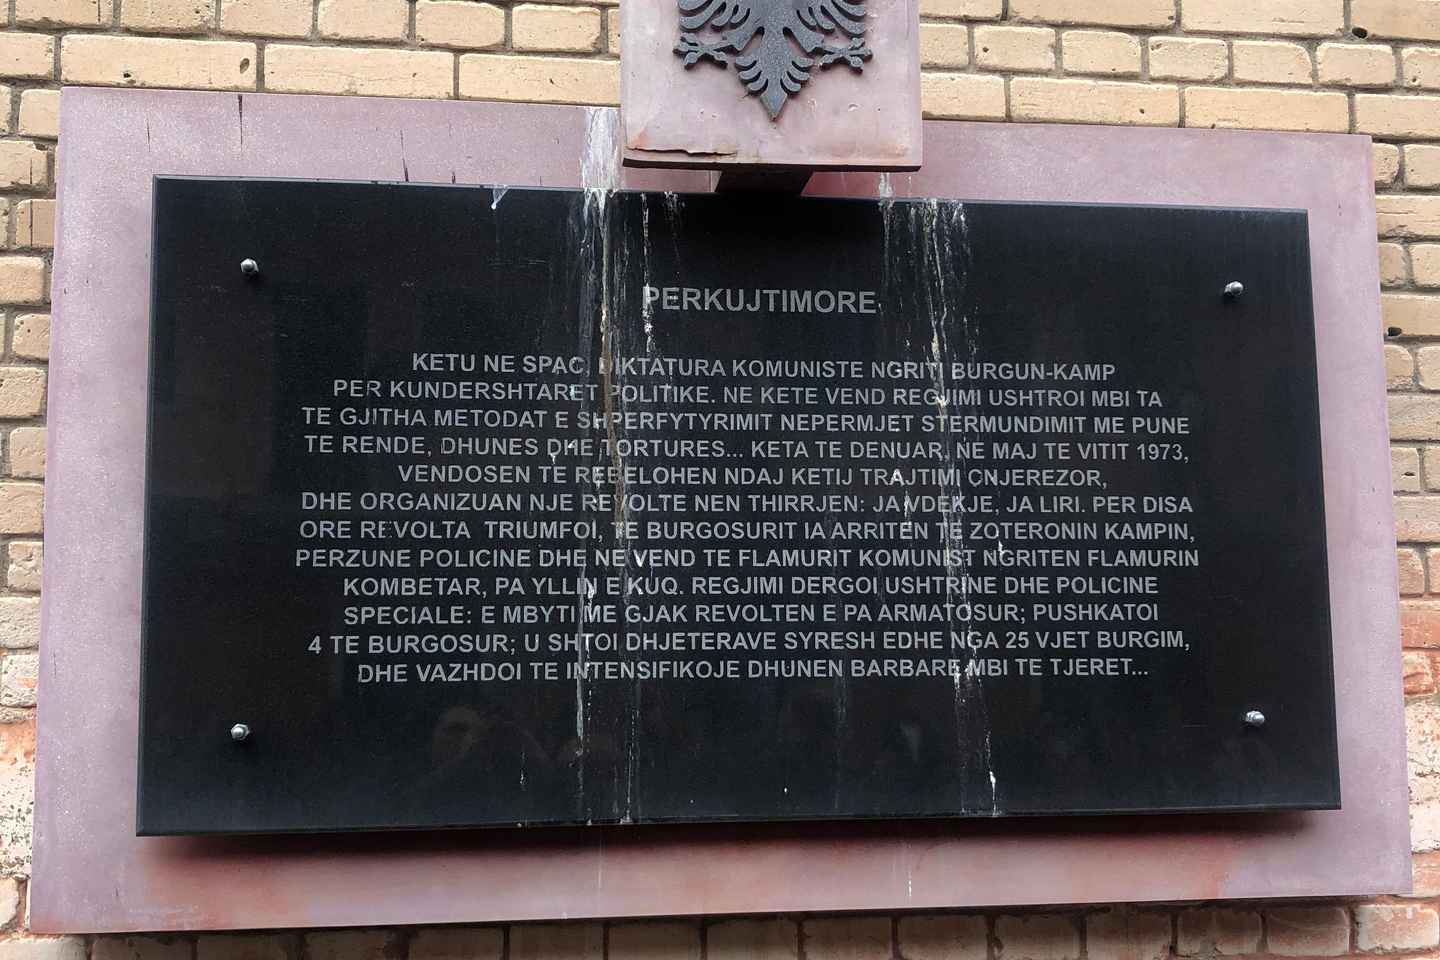 PERKUJTIMORE
KETU NE SPAC, DIKTATURA KOMUNISTE NGRITI BURGUN-KAMP
PER KUNDERSHTARET POLITIKE. NE KETE VEND REGJIMI USHTROI MBI TA
TE GJITHA METODAT E SHPERFYTYRIMIT NEPERMJET STERMUNDIMIT ME PUNE
TE RENDE, DHUNES DHE TORTURES... KETA TE DENUAR, NE MAJ TE VITIT 1973,
VENDOSEN TE REBELOHEN NDAJ KETIJ TRAJTIMI ÇNJEREZOR,
DHE ORGANIZUAN NJE REVOLTE NEN THIRRJEN: JA VDEKJE, JA LIRI. PER DISA
ORE REVOLTA TRIUMFOI, TE BURGOSURIT IA ARRITEN TE ZOTERONIN KAMPIN,
PERZUNE POLICINE DHE NE VEND TE FLAMURIT KOMUNIST NGRITEN FLAMURIN
KOMBETAR, PA YLLIN E KUQ. REGJIMI DERGOI USHTRINE DHE POLICINE
SPECIALE: E MBYTI ME GJAK REVOLTEN E PA ARMATOSUR; PUSHKATOI
4 TE BURGOSUR; U SHTOI DHJETERAVE SYRESH EDHE NGA 25 VJET BURGIM,
DHE VAZHDOI TE INTENSIFIKOJE DHUNEN BARBARE MBI TE TJERET...